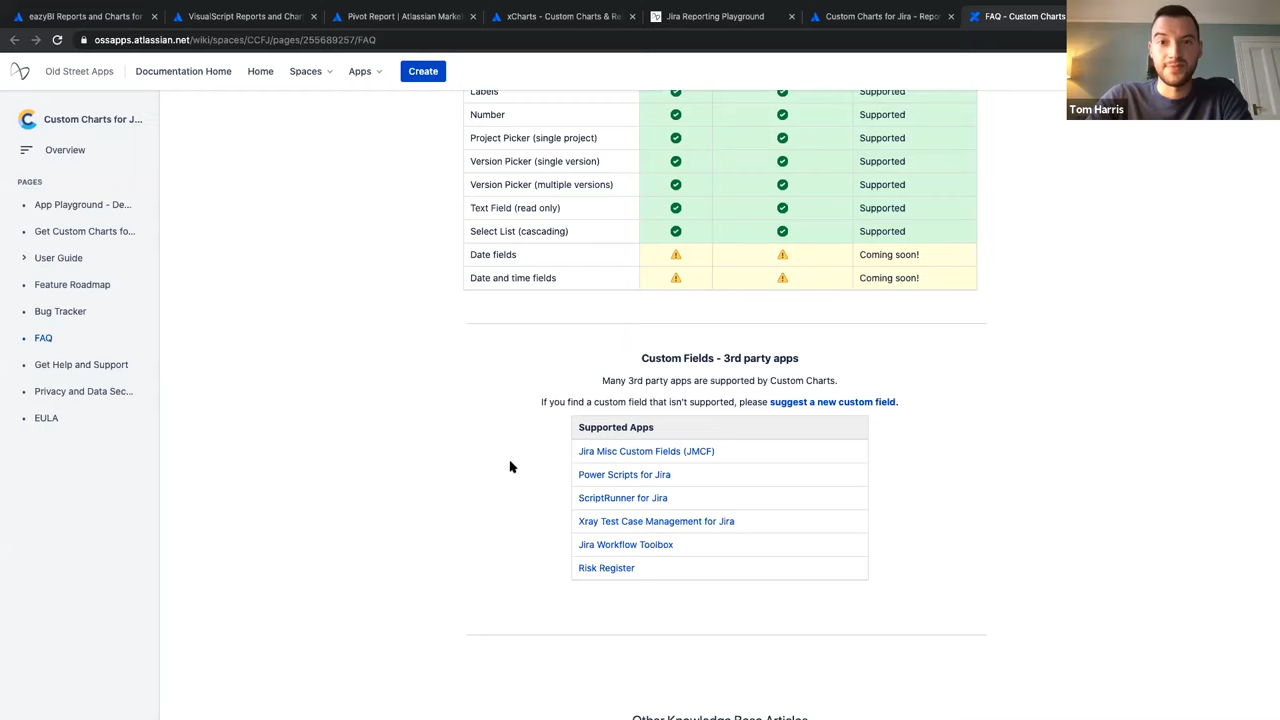 eazyBI Reports and Charts for
VisualScript Reports and Char
Pivot Report | Atlassian Marke
xCharts - Custom Charts & Re
Jira Reporting Playground
Custom Charts for Jira - Repo
FAQ - Custom Charts
ossapps.atlassian.net/wiki/spaces/CCFJ/pages/255689257/FAQ
Old Street Apps
Documentation Home
Home
Spaces
Apps
Create
Tom Harris
Custom Charts for J...
Overview
PAGES
App Playground - De...
Get Custom Charts fo...
User Guide
Feature Roadmap
Bug Tracker
FAQ
Get Help and Support
Privacy and Data Sec...
EULA
Labels Supported
Number Supported
Project Picker (single project) Supported
Version Picker (single version) Supported
Version Picker (multiple versions) Supported
Text Field (read only) Supported
Select List (cascading) Supported
Date fields Coming soon!
Date and time fields Coming soon!
Custom Fields - 3rd party apps
Many 3rd party apps are supported by Custom Charts.
If you find a custom field that isn't supported, please suggest a new custom field.
Supported Apps
Jira Misc Custom Fields (JMCF)
Power Scripts for Jira
ScriptRunner for Jira
Xray Test Case Management for Jira
Jira Workflow Toolbox
Risk Register
Other Knowledge Base Articles